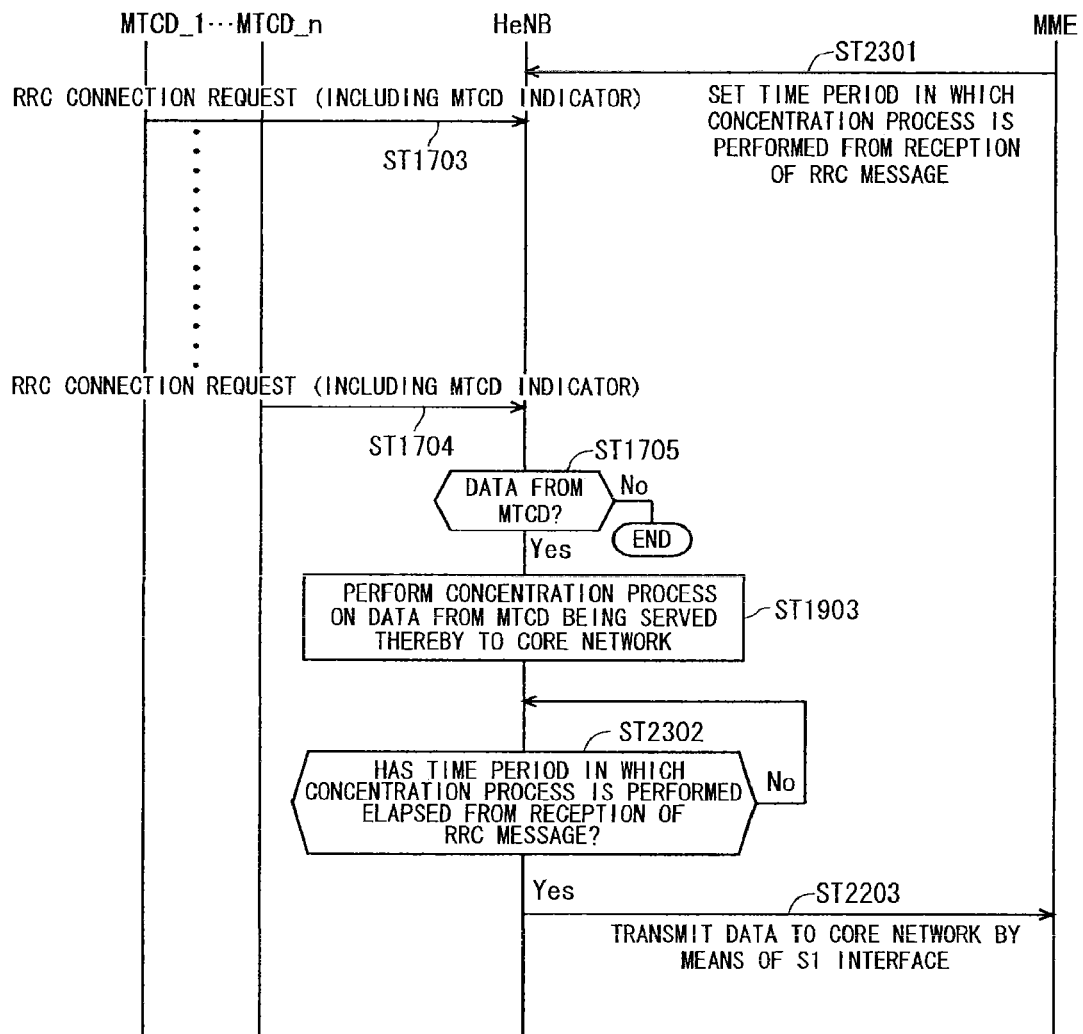 MTCD_1···MTCD_n
HeNB
MME
ST2301
RRC CONNECTION REQUEST (INCLUDING MTCD INDICATOR)
SET TIME PERIOD IN WHICH
CONCENTRATION PROCESS IS
PERFORMED FROM RECEPTION
OF RRC MESSAGE
ST1703
RRC CONNECTION REQUEST (INCLUDING MTCD INDICATOR)
ST1704
ST1705
DATA FROM
MTCD?
No
END
Yes
PERFORM CONCENTRATION PROCESS
ON DATA FROM MTCD BEING SERVED
THEREBY TO CORE NETWORK
ST1903
ST2302
HAS TIME PERIOD IN WHICH
CONCENTRATION PROCESS IS PERFORMED
ELAPSED FROM RECEPTION OF
RRC MESSAGE?
No
Yes
ST2203
TRANSMIT DATA TO CORE NETWORK BY
MEANS OF S1 INTERFACE